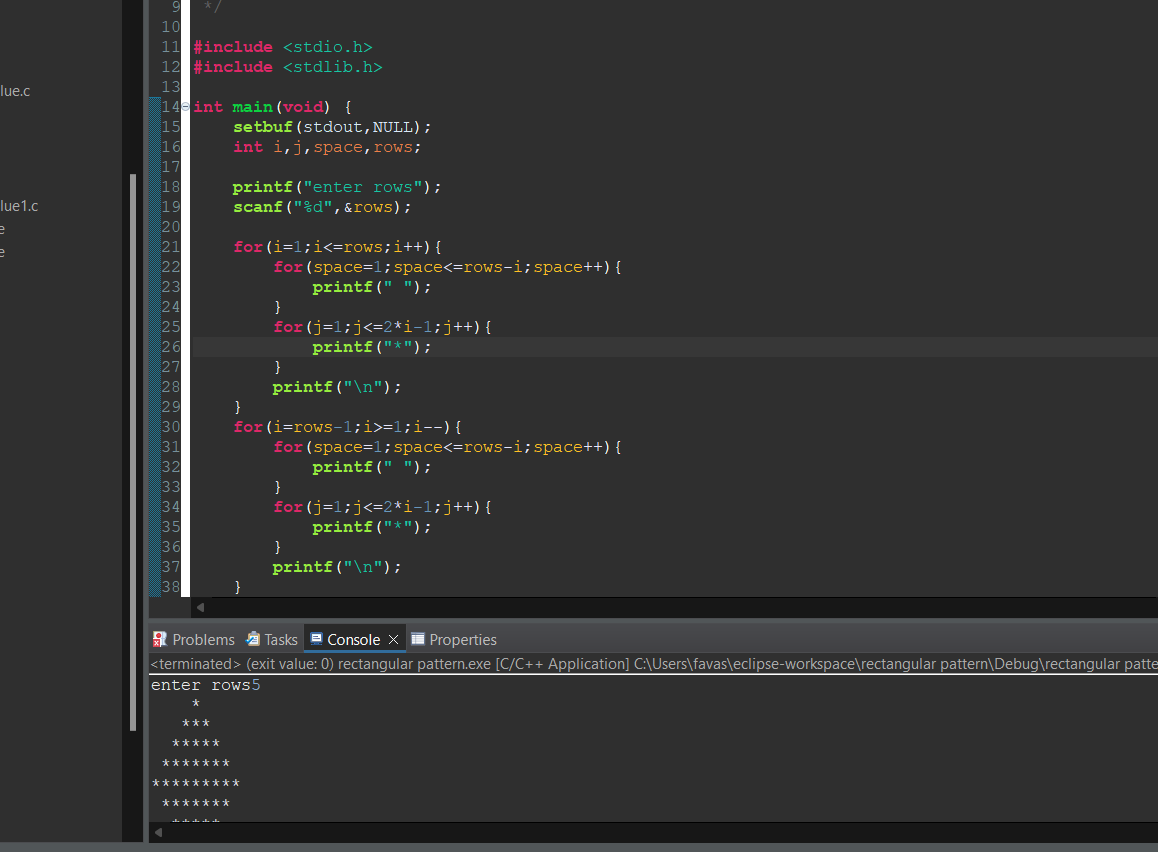 lue.c
lue1.c
e
e
9 */
10
11 #include <stdio.h>
12 #include <stdlib.h>
13
14 int main(void) {
15     setbuf(stdout,NULL);
16     int i,j,space,rows;
17
18     printf("enter rows");
19     scanf("%d",&rows);
20
21     for(i=1;i<=rows;i++){
22         for(space=1;space<=rows-i;space++){
23             printf(" ");
24         }
25         for(j=1;j<=2*i-1;j++){
26             printf("*");
27         }
28         printf("\n");
29     }
30     for(i=rows-1;i>=1;i--){
31         for(space=1;space<=rows-i;space++){
32             printf(" ");
33         }
34         for(j=1;j<=2*i-1;j++){
35             printf("*");
36         }
37         printf("\n");
38     }
Problems Tasks Console Properties
<terminated> (exit value: 0) rectangular pattern.exe [C/C++ Application] C:\Users\favas\eclipse-workspace\rectangular pattern\Debug\rectangular patte
enter rows5
    *
   ***
  *****
 *******
*********
 *******
  *****